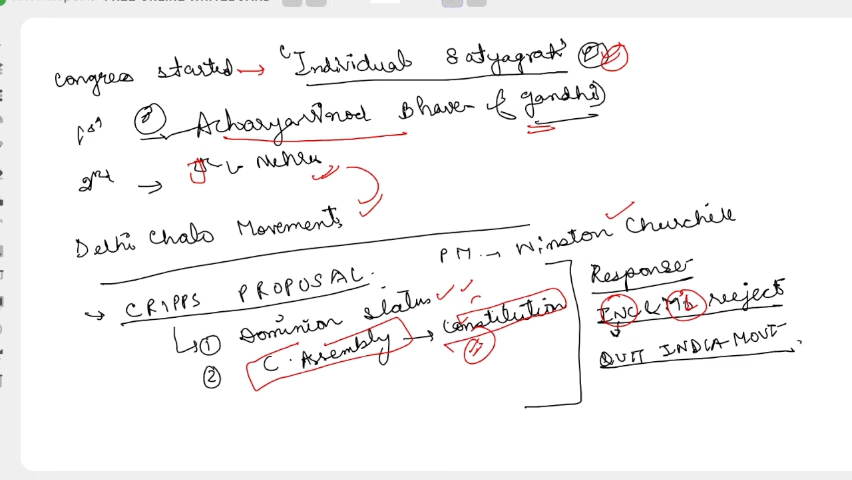 Congress started → "Individual Satyagrah"
1st Acharya Vinod Bhave (gandhi)
2nd → J L Nehru
Delhi Chalo Movements
PM → Winston Churchill
→ CRIPPS PROPOSAL
① Dominion status
② C. Assembly → Constitution
Response
INC & ML reject
QUIT INDIA MOVT